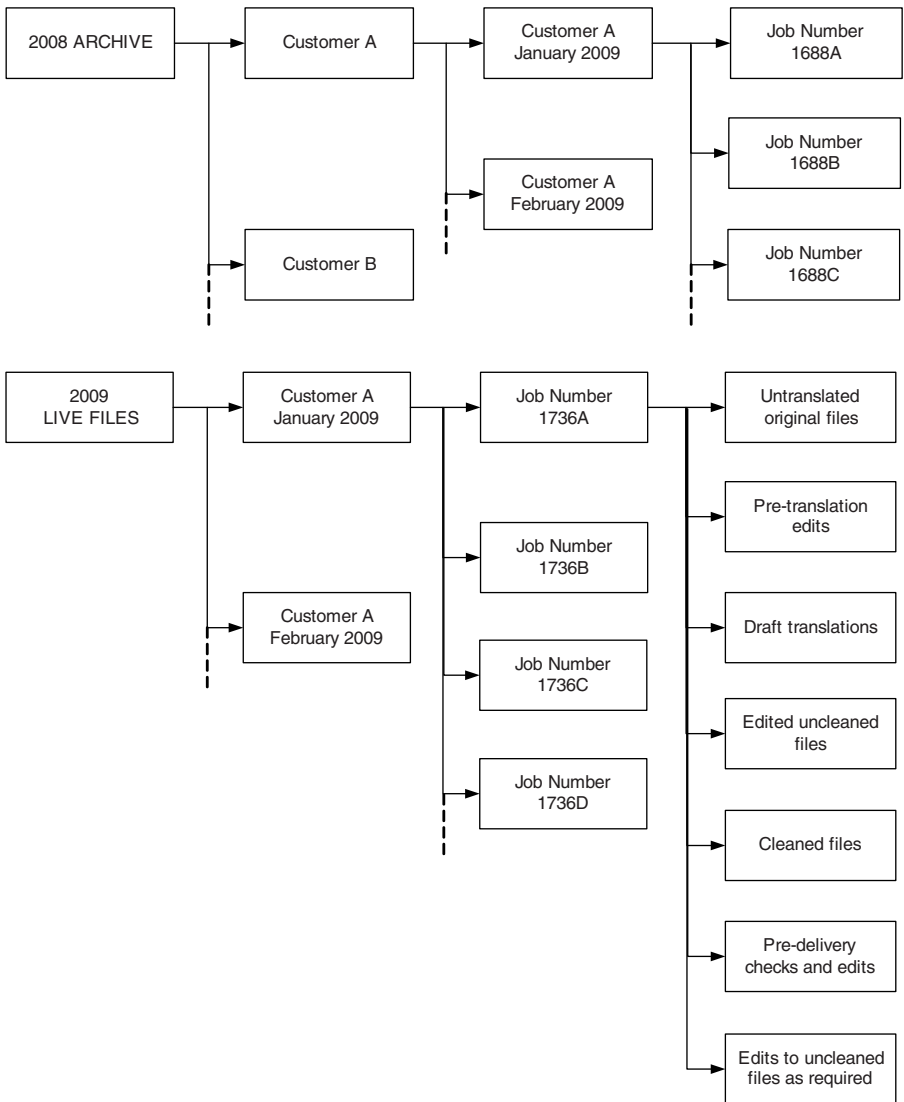 2008 ARCHIVE
Customer A
Customer A
January 2009
Job Number
1688A
Job Number
1688B
Customer A
February 2009
Customer B
Job Number
1688C
2009
LIVE FILES
Customer A
January 2009
Job Number
1736A
Untranslated
original files
Pre-translation
edits
Job Number
1736B
Customer A
February 2009
Draft translations
Job Number
1736C
Edited uncleaned
files
Job Number
1736D
Cleaned files
Pre-delivery
checks and edits
Edits to uncleaned
files as required